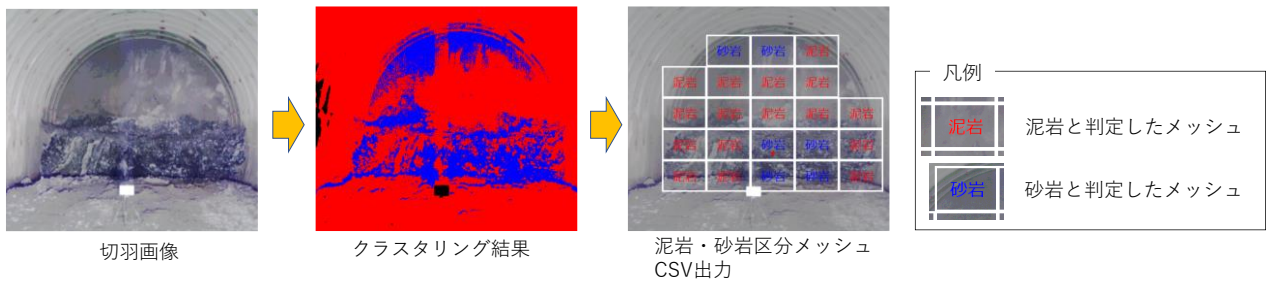 砂岩 砂岩 泥岩
泥岩 泥岩 泥岩 泥岩
泥岩 泥岩 泥岩 泥岩 泥岩
泥岩 泥岩 砂岩 砂岩 泥岩
泥岩 泥岩 砂岩 砂岩 泥岩
切羽画像
クラスタリング結果
泥岩・砂岩区分メッシュ
CSV出力
凡例
泥岩 泥岩と判定したメッシュ
砂岩 砂岩と判定したメッシュ